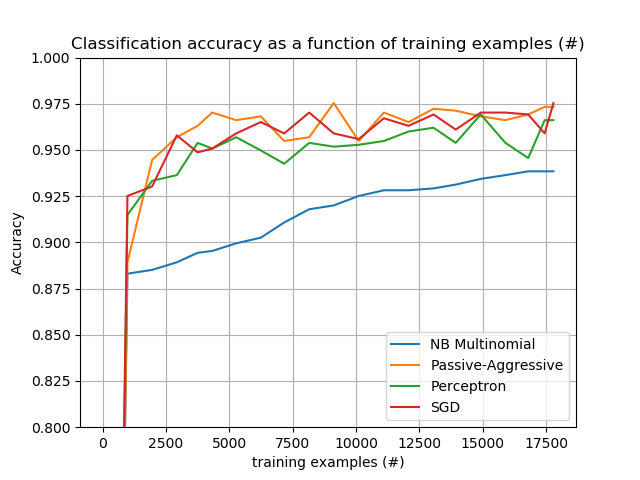 Classification accuracy as a function of training examples (#)
1.000
0.975
0.950
0.925
0.900
0.875
0.850
0.825
0.800
Accuracy
NB Multinomial
Passive-Aggressive
Perceptron
SGD
0 2500 5000 7500 10000 12500 15000 17500
training examples (#)